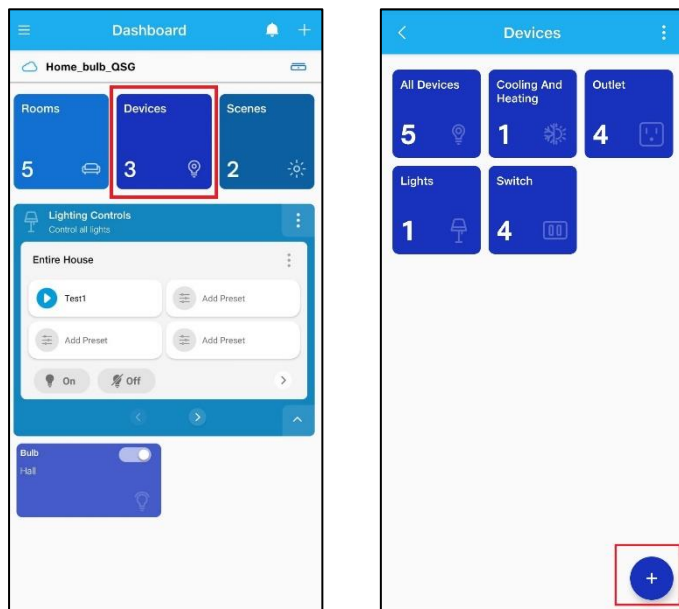 Dashboard
Home_bulb_QSG
Rooms
5
Devices
3
Scenes
2
Lighting Controls
Control all lights
Entire House
Test1
Add Preset
Add Preset
Add Preset
On
Off
Bulb
Hall
Devices
All Devices
5
Cooling And
Heating
1
Outlet
4
Lights
1
Switch
4